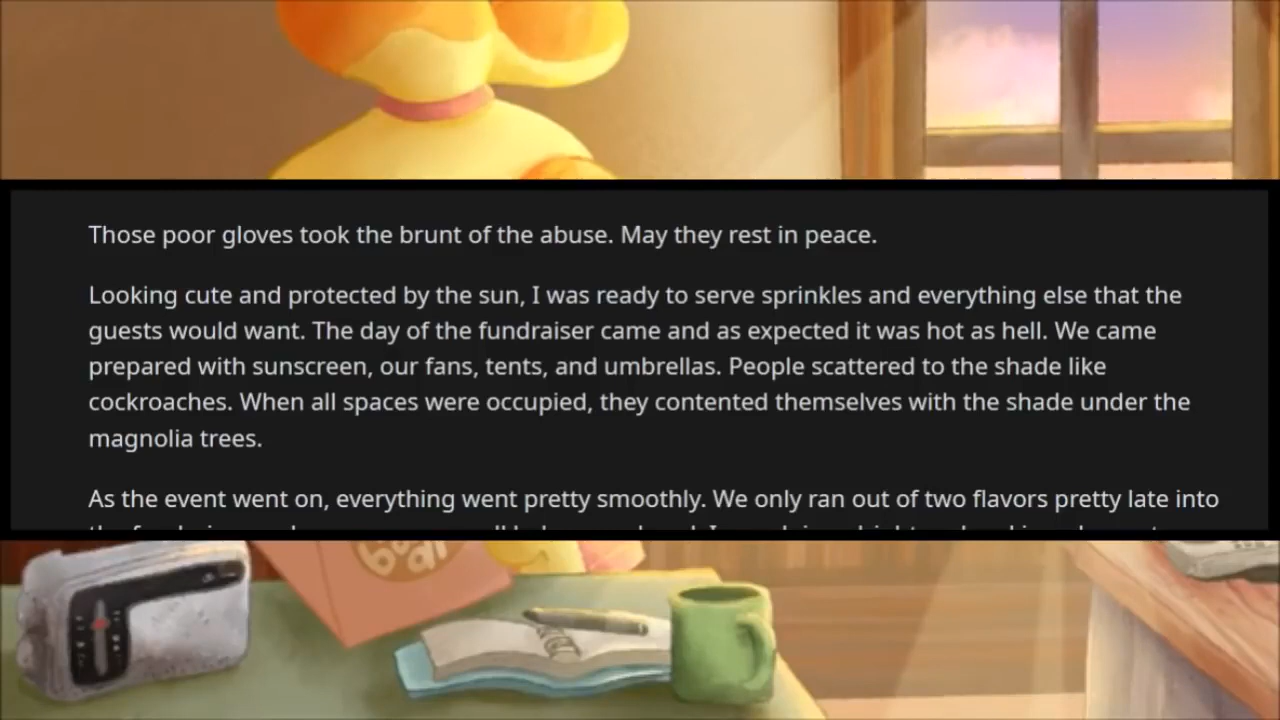 Those poor gloves took the brunt of the abuse. May they rest in peace.
Looking cute and protected by the sun, I was ready to serve sprinkles and everything else that the
guests would want. The day of the fundraiser came and as expected it was hot as hell. We came
prepared with sunscreen, our fans, tents, and umbrellas. People scattered to the shade like
cockroaches. When all spaces were occupied, they contented themselves with the shade under the
magnolia trees.
As the event went on, everything went pretty smoothly. We only ran out of two flavors pretty late into